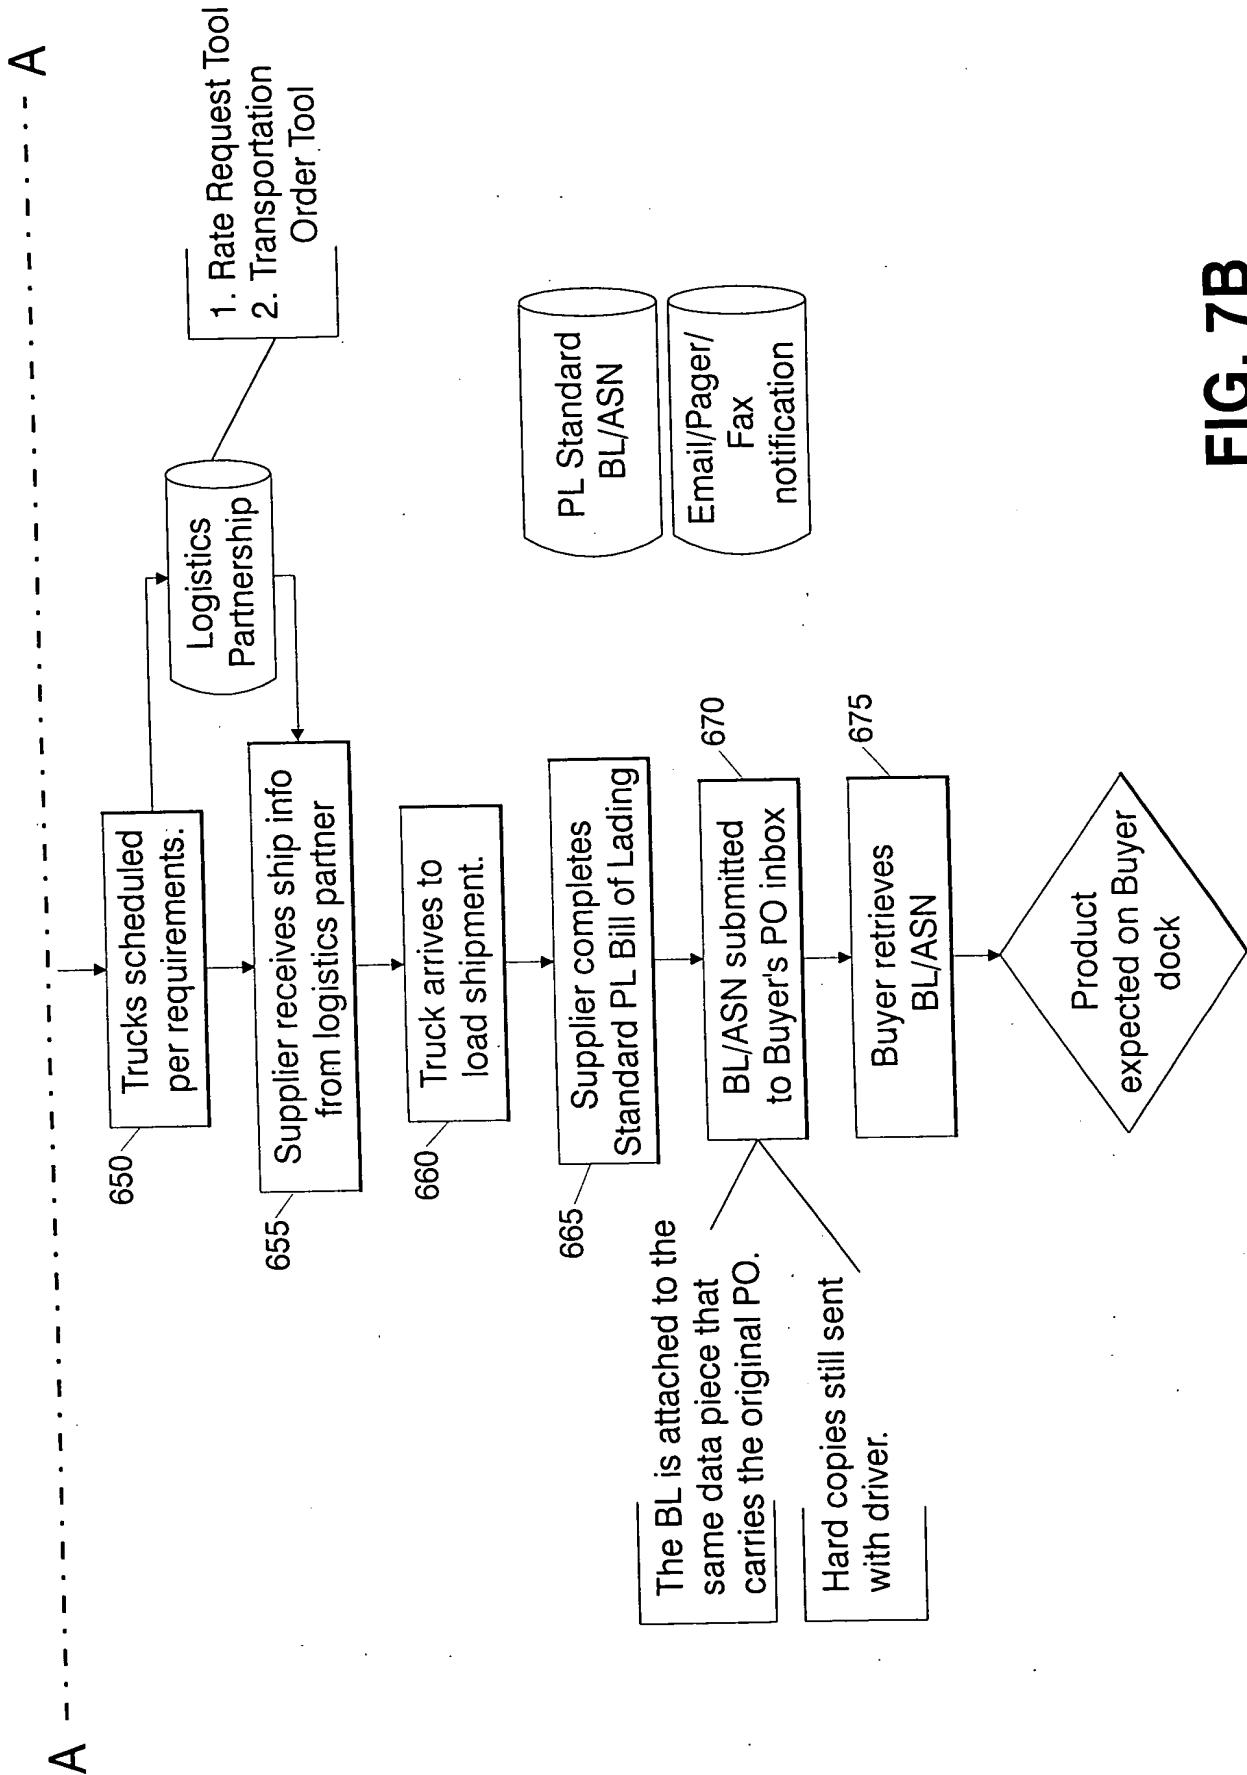 A
A
650
Trucks scheduled
per requirements.
Logistics
Partnership
1. Rate Request Tool
2. Transportation
Order Tool
655
Supplier receives ship info
from logistics partner
660
Truck arrives to
load shipment.
665
Supplier completes
Standard PL Bill of Lading
PL Standard
BL/ASN
Email/Pager/
Fax
notification
670
BL/ASN submitted
to Buyer's PO inbox
The BL is attached to the
same data piece that
carries the original PO.
Hard copies still sent
with driver.
675
Buyer retrieves
BL/ASN
Product
expected on Buyer
dock
FIG. 7B